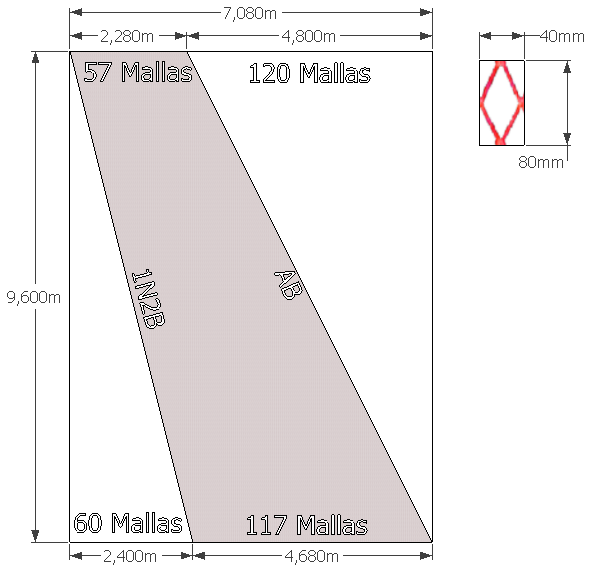 7,080m
2,280m 4,800m
40mm
57 Mallas 120 Mallas
80mm
1N2B AB
9,600m
60 Mallas 117 Mallas
2,400m 4,680m